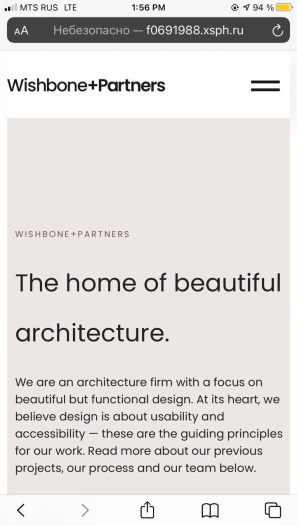 MTS RUS LTE 1:56 PM 94 %
AA Небезопасно — f0691988.xsph.ru
Wishbone+Partners
WISHBONE+PARTNERS
The home of beautiful
architecture.
We are an architecture firm with a focus on
beautiful but functional design. At its heart, we
believe design is about usability and
accessibility — these are the guiding principles
for our work. Read more about our previous
projects, our process and our team below.